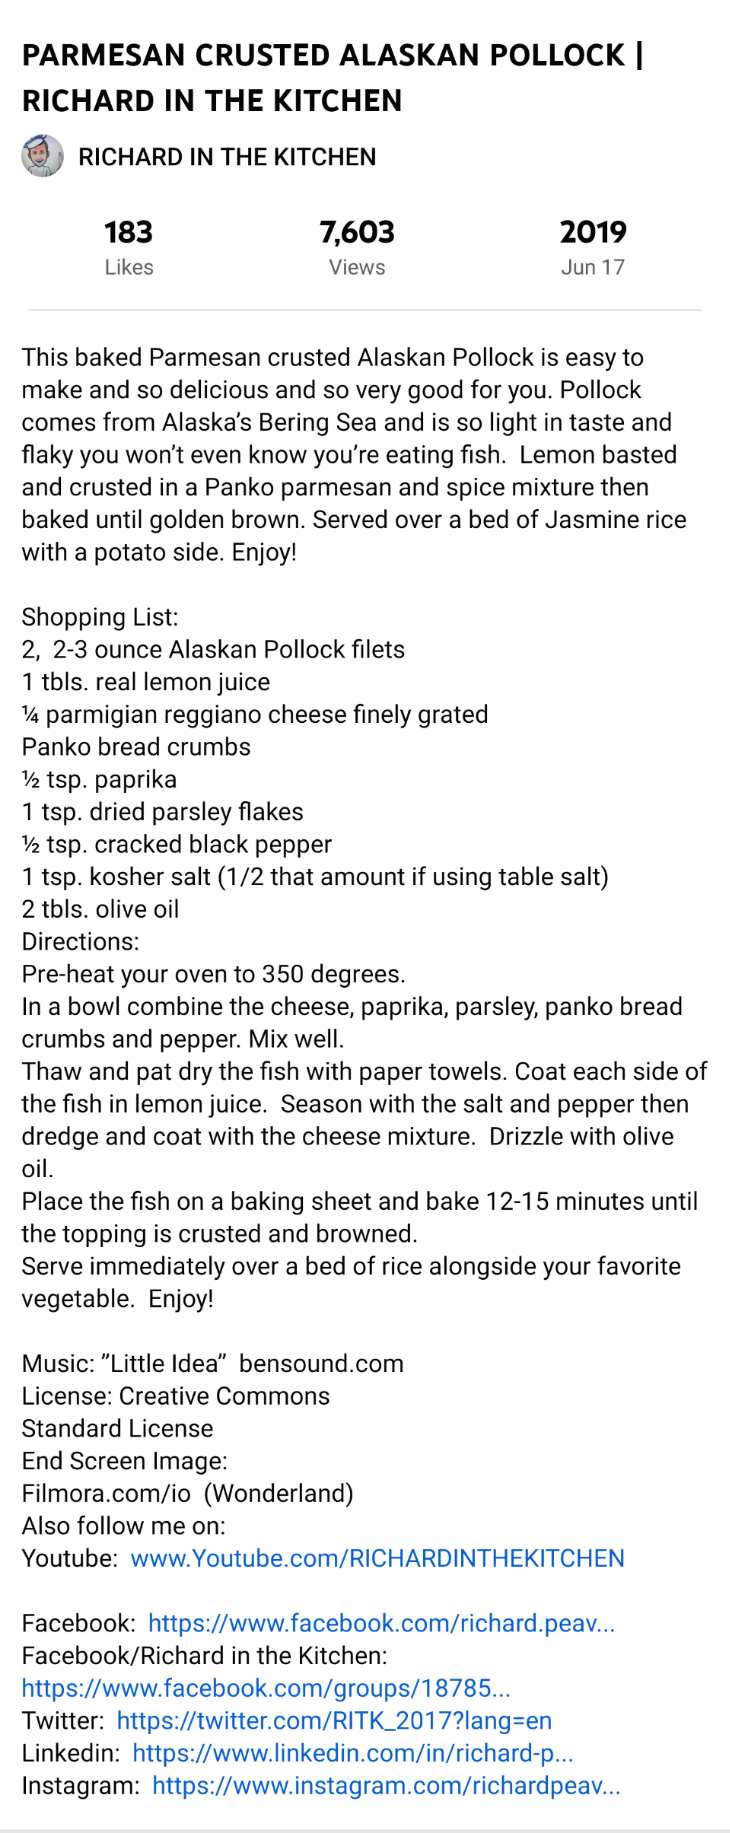 PARMESAN CRUSTED ALASKAN POLLOCK |
RICHARD IN THE KITCHEN
RICHARD IN THE KITCHEN
183 7,603 2019
Likes Views Jun 17
This baked Parmesan crusted Alaskan Pollock is easy to
make and so delicious and so very good for you. Pollock
comes from Alaska’s Bering Sea and is so light in taste and
flaky you won’t even know you’re eating fish.  Lemon basted
and crusted in a Panko parmesan and spice mixture then
baked until golden brown. Served over a bed of Jasmine rice
with a potato side. Enjoy!
Shopping List:
2,  2-3 ounce Alaskan Pollock filets
1 tbls. real lemon juice
¼ parmigian reggiano cheese finely grated
Panko bread crumbs
½ tsp. paprika
1 tsp. dried parsley flakes
½ tsp. cracked black pepper
1 tsp. kosher salt (1/2 that amount if using table salt)
2 tbls. olive oil
Directions:
Pre-heat your oven to 350 degrees.
In a bowl combine the cheese, paprika, parsley, panko bread
crumbs and pepper. Mix well.
Thaw and pat dry the fish with paper towels. Coat each side of
the fish in lemon juice.  Season with the salt and pepper then
dredge and coat with the cheese mixture.  Drizzle with olive
oil.
Place the fish on a baking sheet and bake 12-15 minutes until
the topping is crusted and browned.
Serve immediately over a bed of rice alongside your favorite
vegetable.  Enjoy!
Music: ”Little Idea”  bensound.com
License: Creative Commons
Standard License
End Screen Image:
Filmora.com/io  (Wonderland)
Also follow me on:
Youtube:  www.Youtube.com/RICHARDINTHEKITCHEN
Facebook:  https://www.facebook.com/richard.peav...
Facebook/Richard in the Kitchen:
https://www.facebook.com/groups/18785...
Twitter:  https://twitter.com/RITK_2017?lang=en
Linkedin:  https://www.linkedin.com/in/richard-p...
Instagram:  https://www.instagram.com/richardpeav...